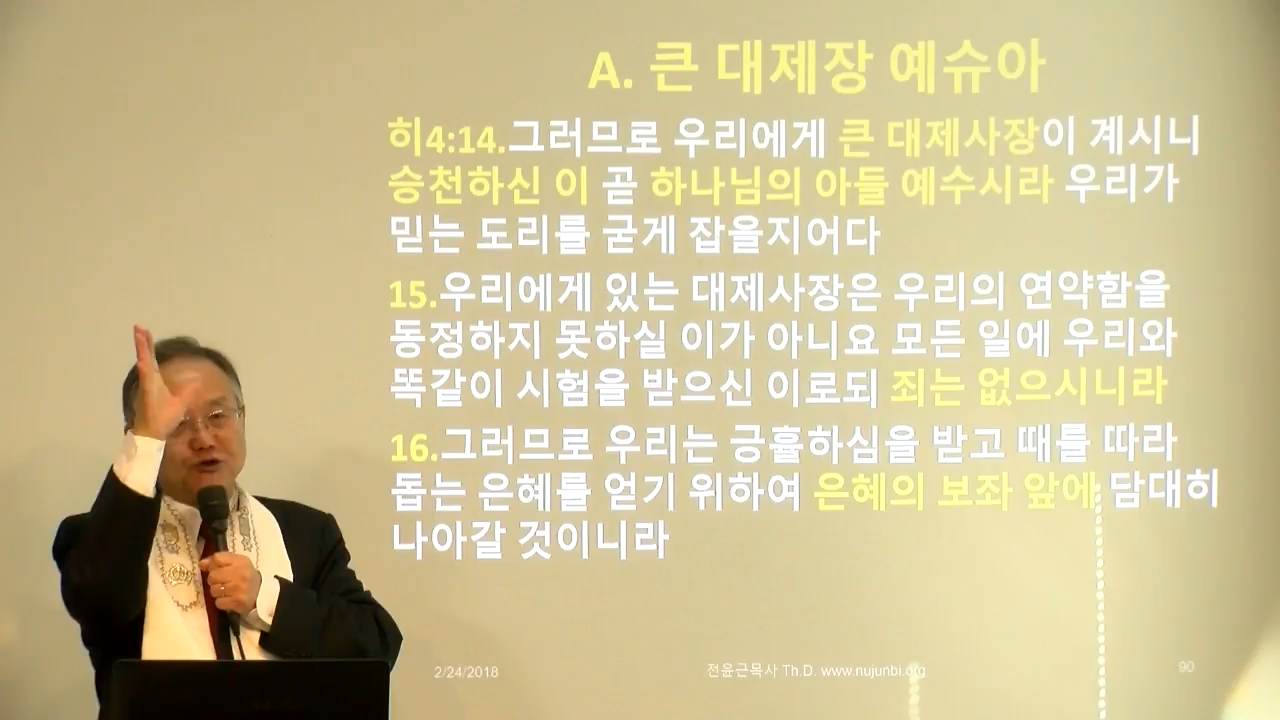 A. 큰 대제장 예슈아
히4:14.그러므로 우리에게 큰 대제사장이 계시니
승천하신 이 곧 하나님의 아들 예수시라 우리가
믿는 도리를 굳게 잡을지어다
15.우리에게 있는 대제사장은 우리의 연약함을
동정하지 못하실 이가 아니요 모든 일에 우리와
똑같이 시험을 받으신 이로되 죄는 없으시니라
16.그러므로 우리는 긍휼하심을 받고 때를 따라
돕는 은혜를 얻기 위하여 은혜의 보좌 앞에 담대히
나아갈 것이니라
2/24/2018
전윤근목사 Th.D. www.nujunbi.org
90